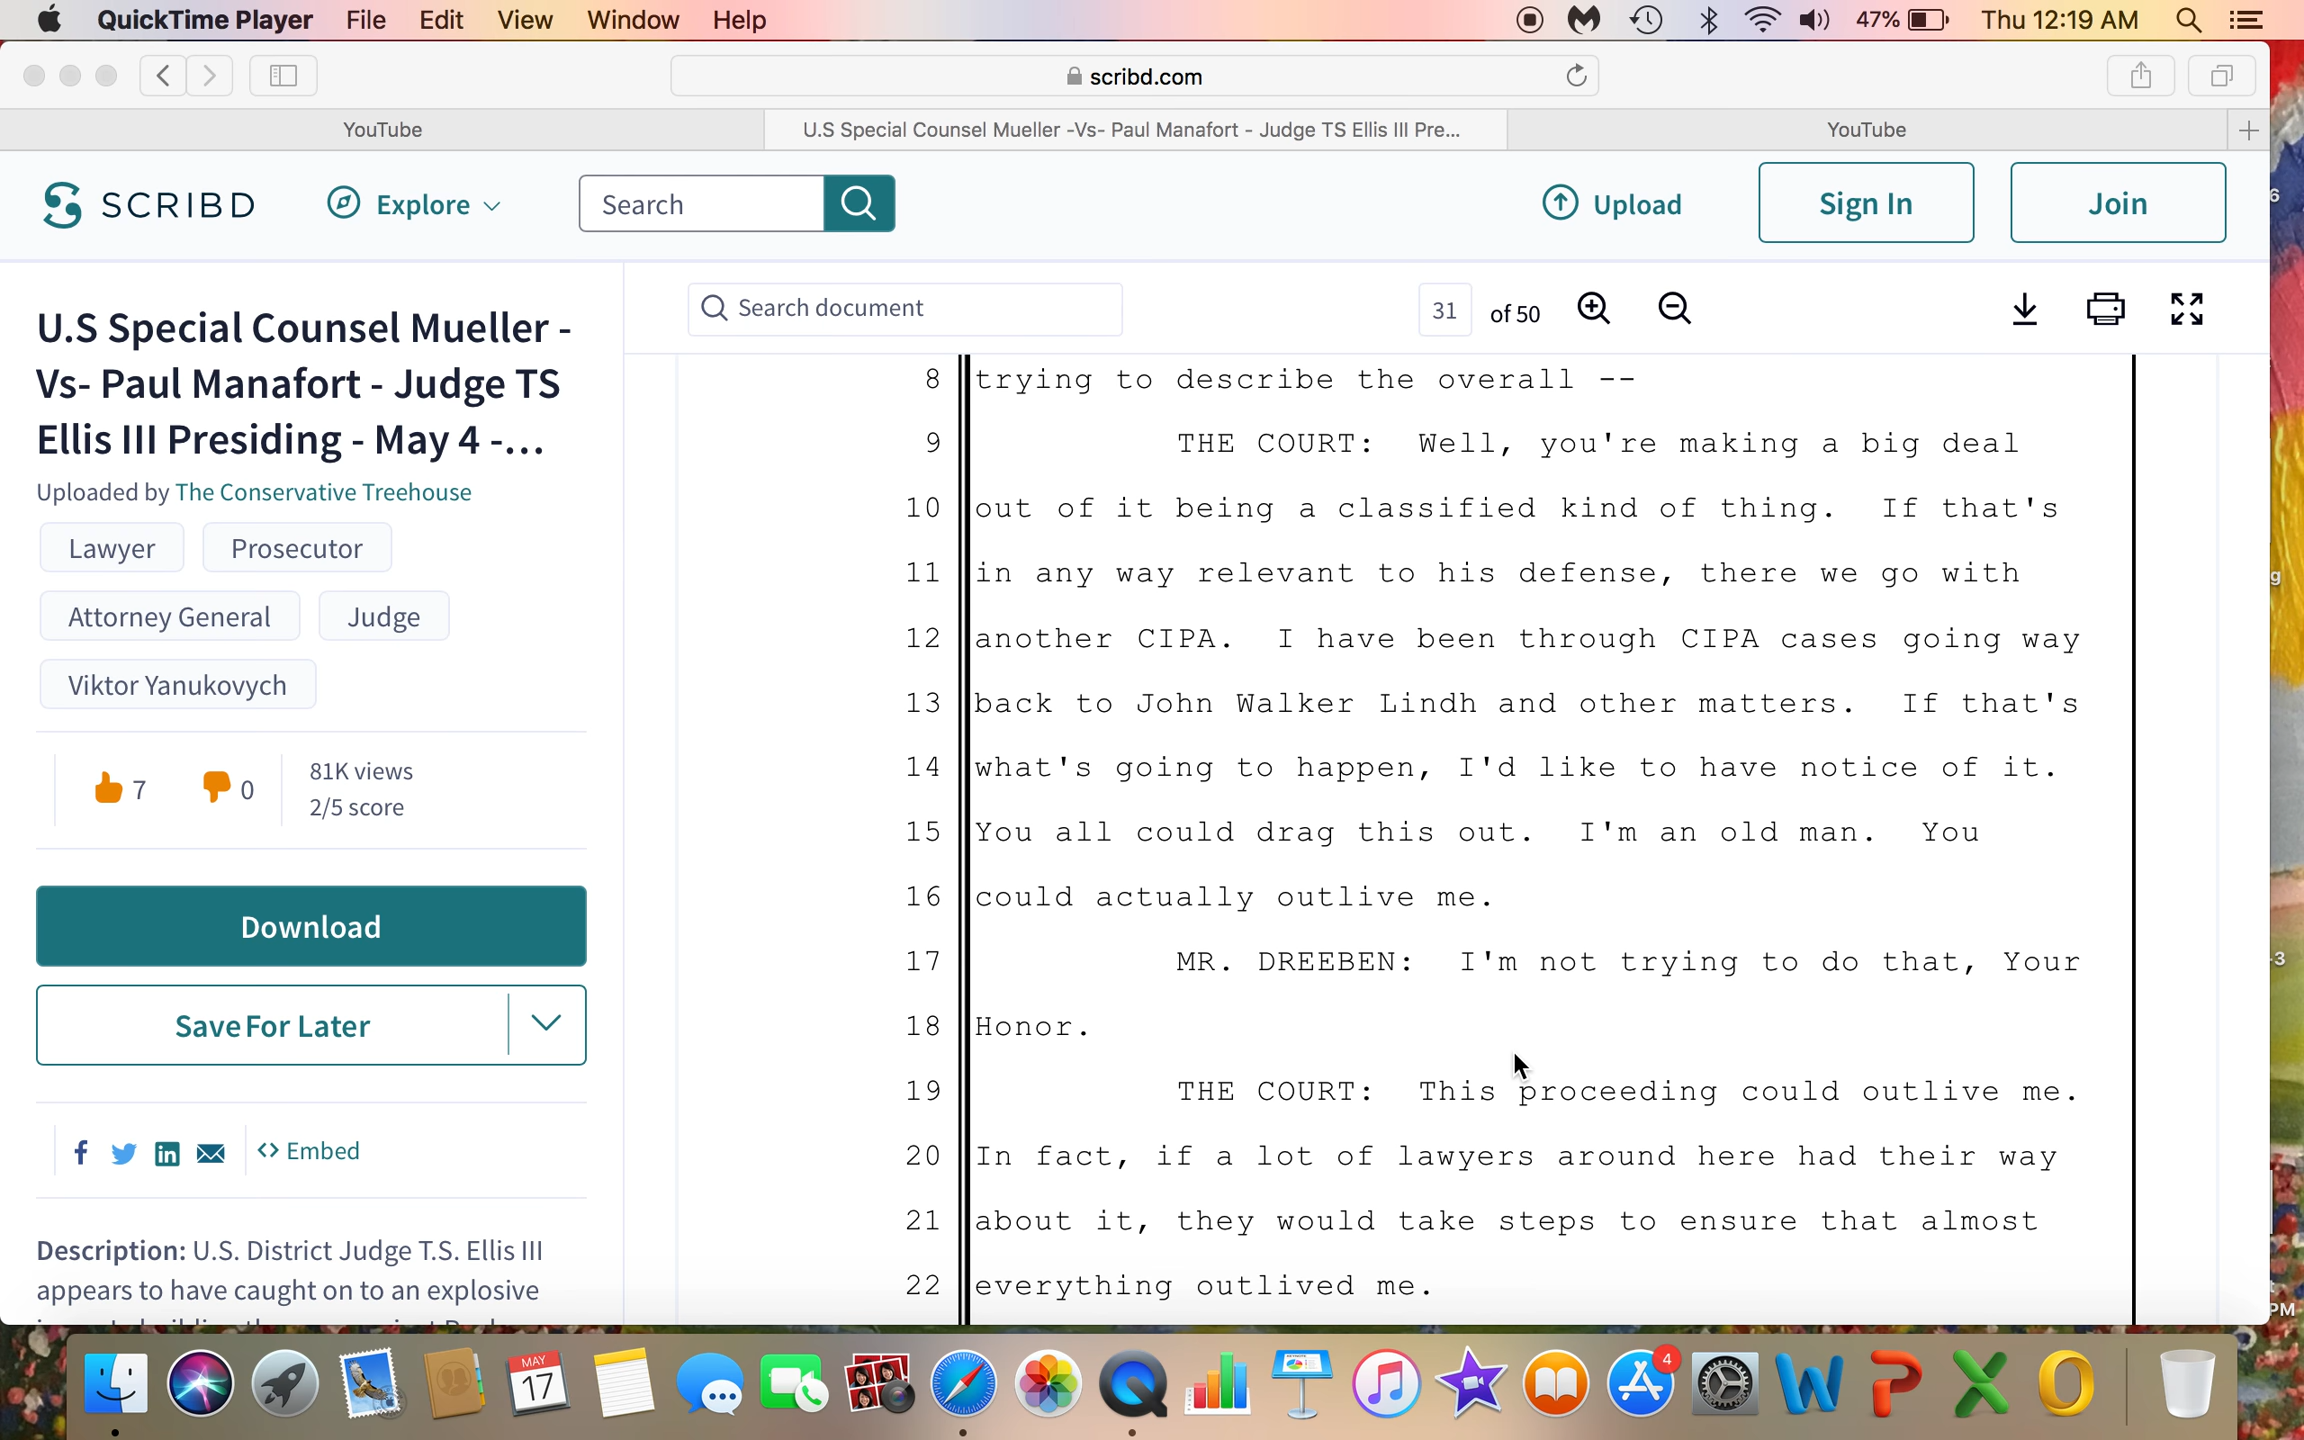 QuickTime Player File Edit View Window Help 47% Thu 12:19 AM
scribd.com
YouTube U.S Special Counsel Mueller -Vs- Paul Manafort - Judge TS Ellis III Pre... YouTube
SCRIBD Explore Search Upload Sign In Join
U.S Special Counsel Mueller -
Vs- Paul Manafort - Judge TS
Ellis III Presiding - May 4 -...
Uploaded by The Conservative Treehouse
Lawyer Prosecutor
Attorney General Judge
Viktor Yanukovych
7 0 81K views
2/5 score
Download
Save For Later
<> Embed
Description: U.S. District Judge T.S. Ellis III
appears to have caught on to an explosive
Search document 31 of 50
8 trying to describe the overall --
9 THE COURT: Well, you're making a big deal
10 out of it being a classified kind of thing. If that's
11 in any way relevant to his defense, there we go with
12 another CIPA. I have been through CIPA cases going way
13 back to John Walker Lindh and other matters. If that's
14 what's going to happen, I'd like to have notice of it.
15 You all could drag this out. I'm an old man. You
16 could actually outlive me.
17 MR. DREEBEN: I'm not trying to do that, Your
18 Honor.
19 THE COURT: This proceeding could outlive me.
20 In fact, if a lot of lawyers around here had their way
21 about it, they would take steps to ensure that almost
22 everything outlived me.
6
g
-3
PM
MAY
17
4